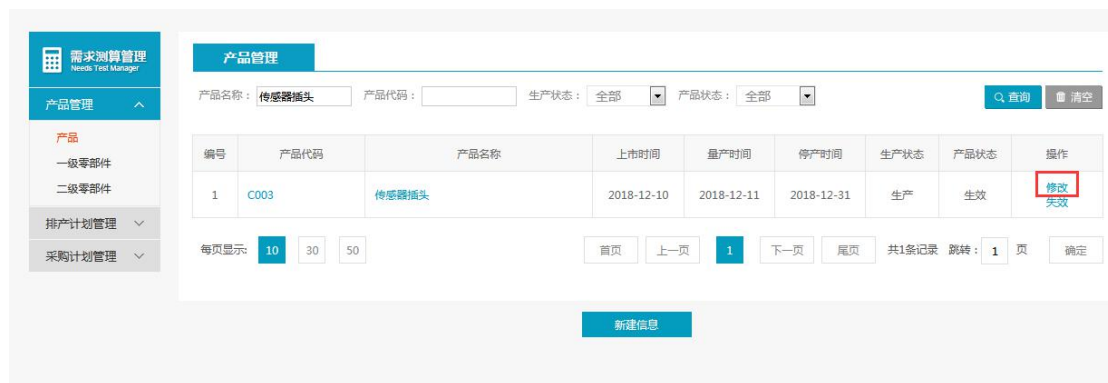 需求测算管理
Needs Test Manager
产品管理
产品
一级零部件
二级零部件
排产计划管理
采购计划管理
产品管理
产品名称： 传感器插头 产品代码： 生产状态： 全部 产品状态： 全部 查询 清空
编号 产品代码 产品名称 上市时间 量产时间 停产时间 生产状态 产品状态 操作
1 C003 传感器插头 2018-12-10 2018-12-11 2018-12-31 生产 生效 修改
失效
每页显示: 10 30 50 首页 上一页 1 下一页 尾页 共1条记录 跳转： 1 页 确定
新建信息